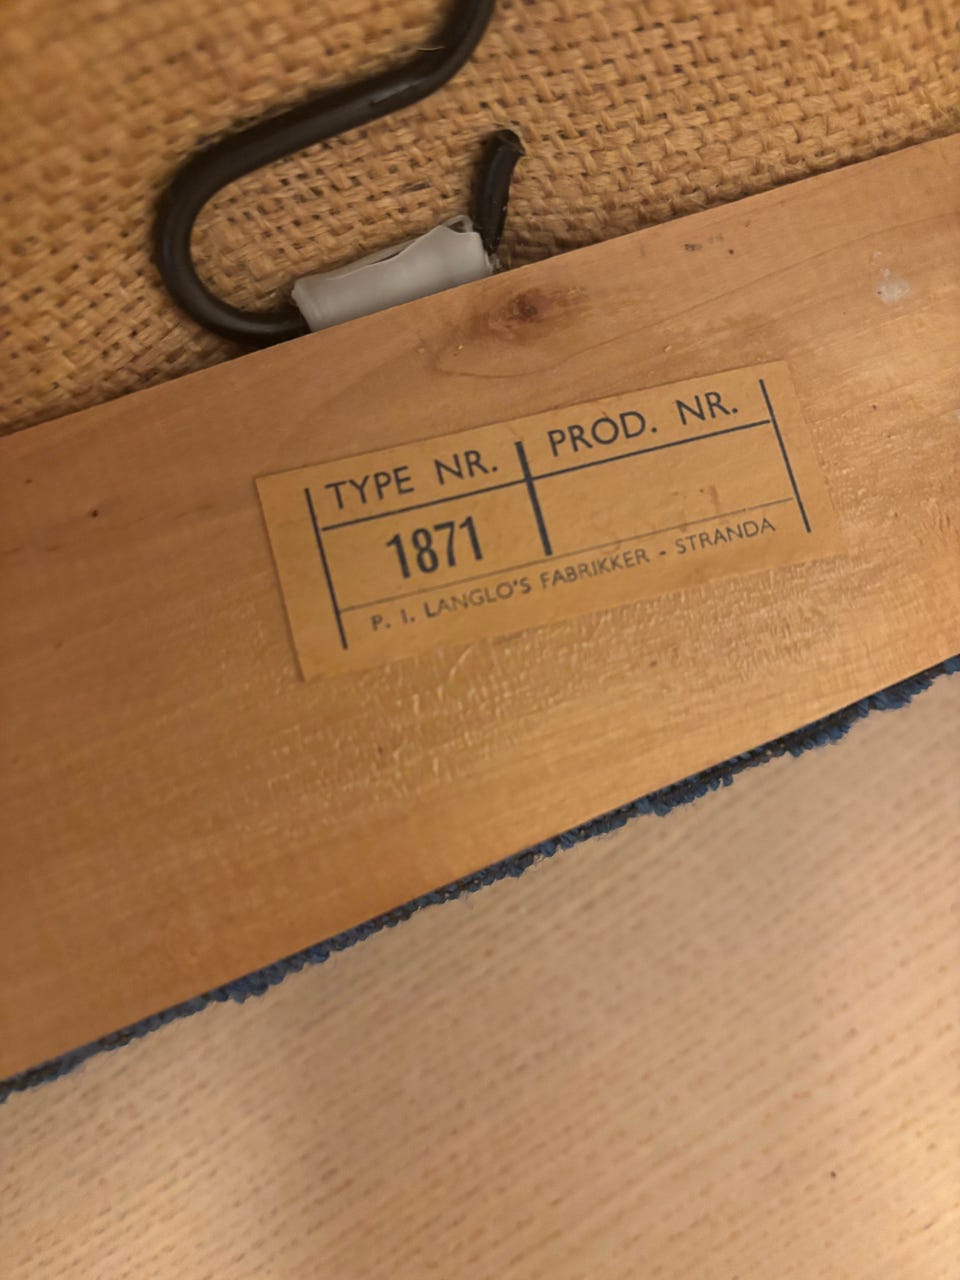 TYPE NR. PROD. NR.
1871
P. I. LANGLO'S FABRIKKER - STRANDA